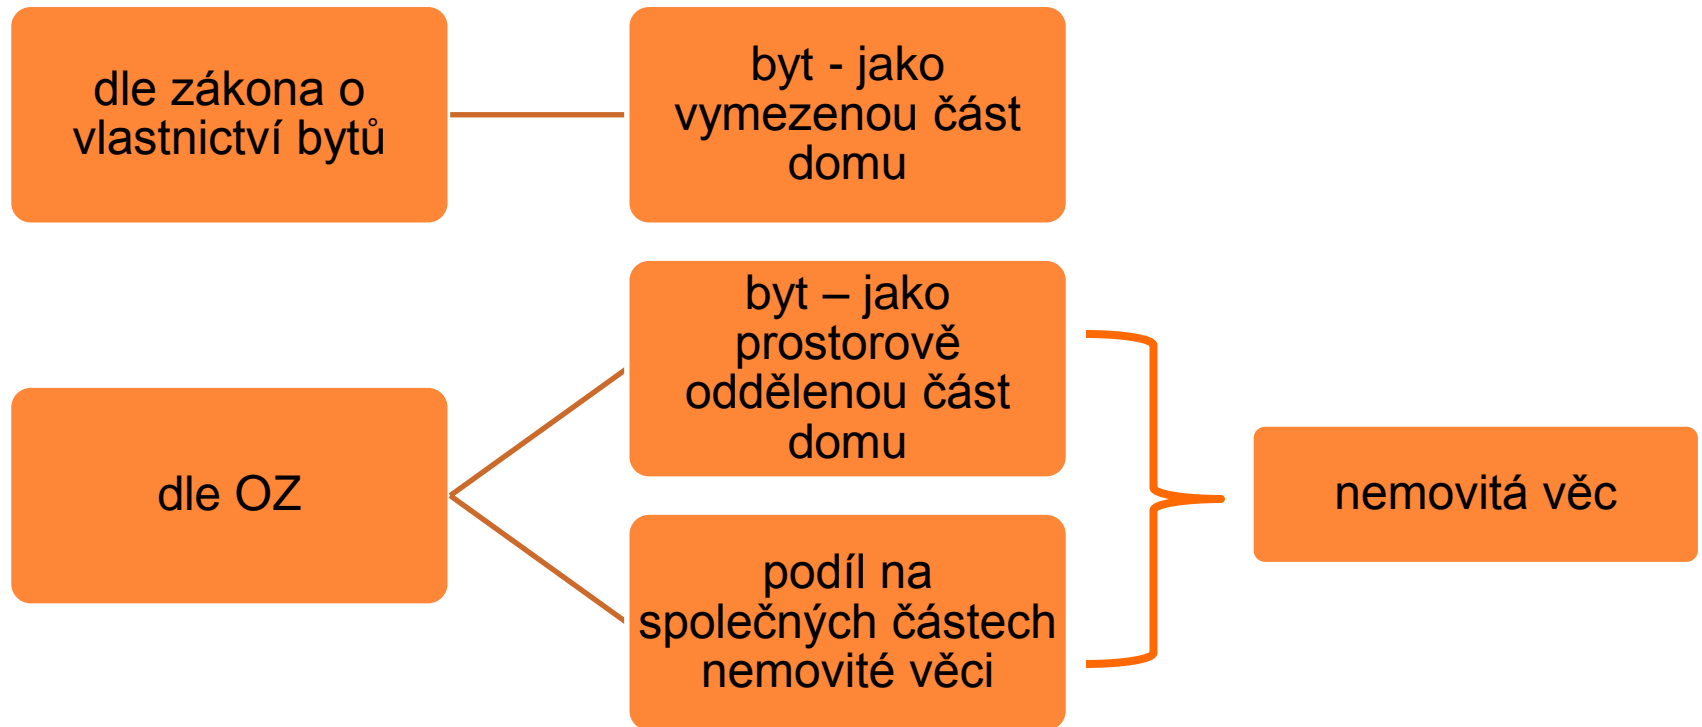 dle zákona o
vlastnictví bytů
byt - jako
vymezenou část
domu
dle OZ
byt – jako
prostorově
oddělenou část
domu
podíl na
společných částech
nemovité věci
nemovitá věc